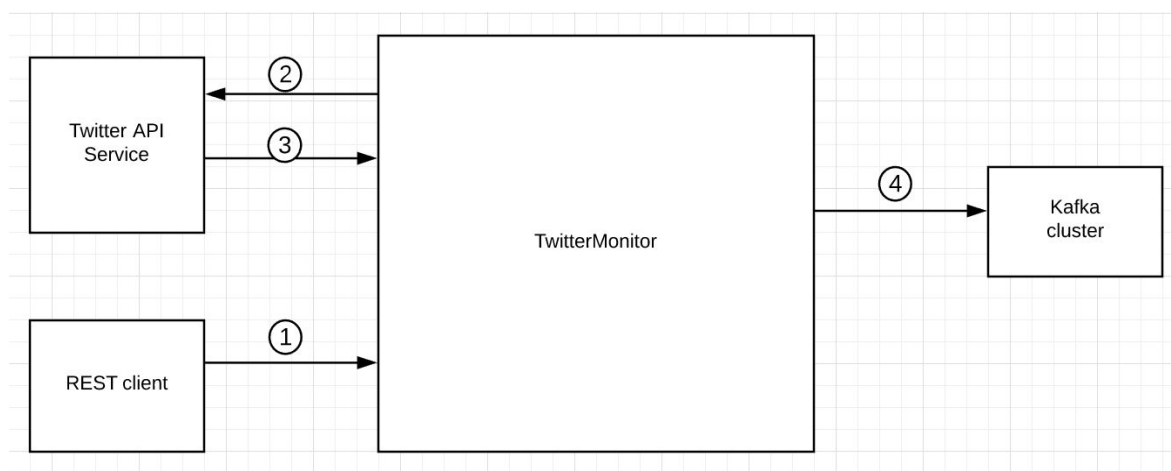 2
Twitter API
Service
3
4
Kafka
cluster
TwitterMonitor
1
REST client